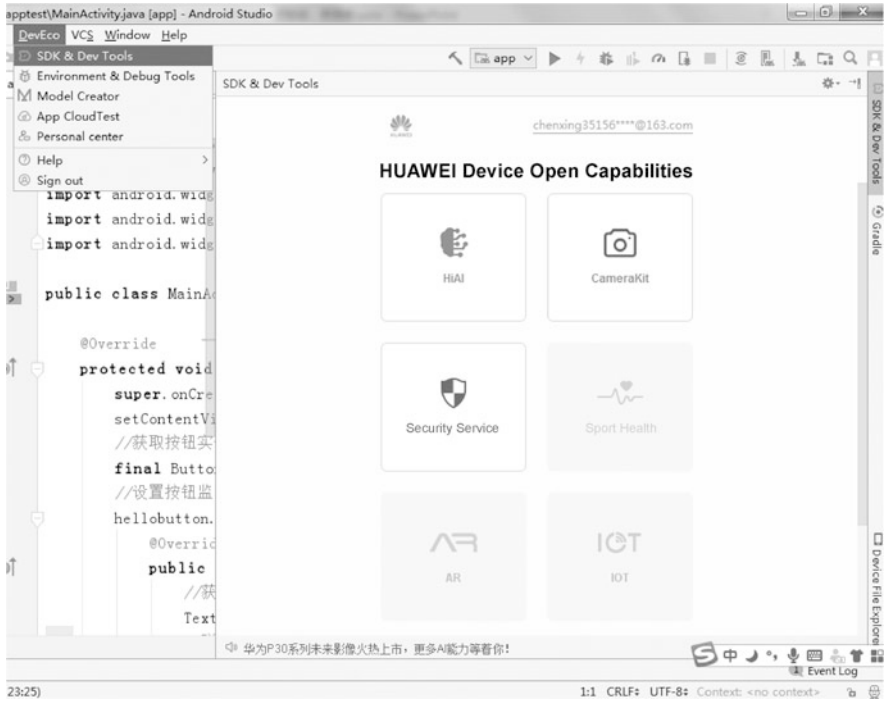 apptest\MainActivity.java [app] - Android Studio
DevEco VCS Window Help
SDK & Dev Tools
Environment & Debug Tools
Model Creator
App CloudTest
Personal center
Help
Sign out
app
SDK & Dev Tools
HUAWEI
chenxing35156****@163.com
HUAWEI Device Open Capabilities
HiAI
CameraKit
Security Service
Sport Health
AR
AR
IOT
IOT
import android.widg
import android.widg
import android.widg
public class MainAc
@Override
protected void
super.onCre
setContentVi
//获取按钮实
final Butto
//设置按钮监
hellobutton.
@Overrid
public
//获
Text
华为P30系列未来影像火热上市，更多AI能力等着你!
SDK & Dev Tools
Gradle
Device File Explorer
中
Event Log
23:25)
1:1 CRLF÷ UTF-8÷ Context: <no context>